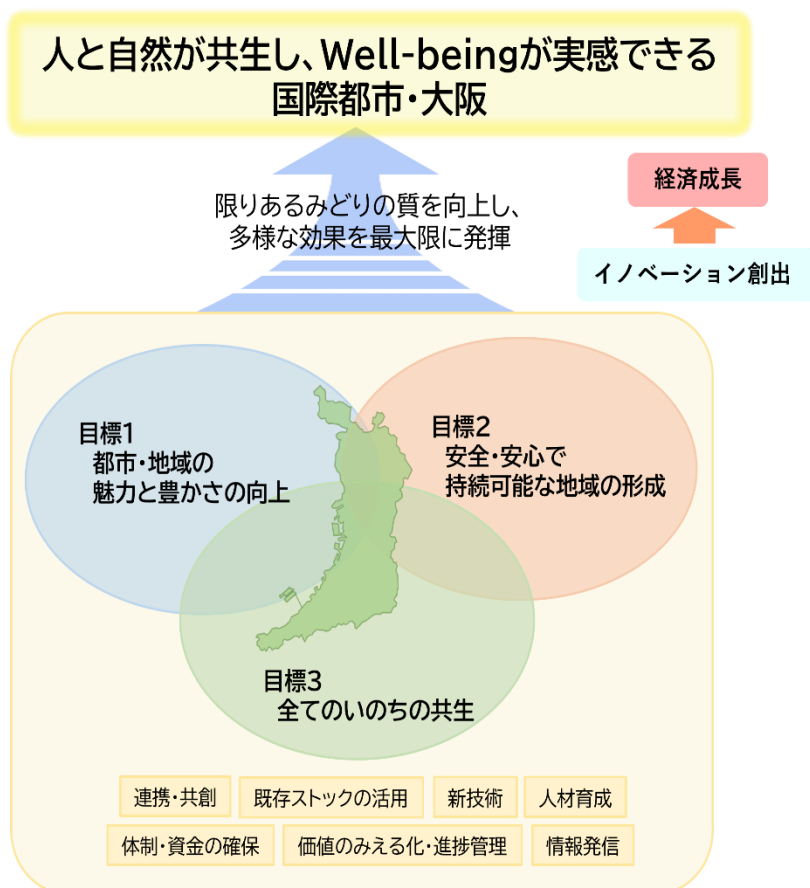 人と自然が共生し、Well-beingが実感できる
国際都市・大阪
限りあるみどりの質を向上し、
多様な効果を最大限に発揮
経済成長
イノベーション創出
目標1
都市・地域の
魅力と豊かさの向上
目標2
安全・安心で
持続可能な地域の形成
目標3
全てのいのちの共生
連携・共創
既存ストックの活用
新技術
人材育成
体制・資金の確保
価値のみえる化・進捗管理
情報発信